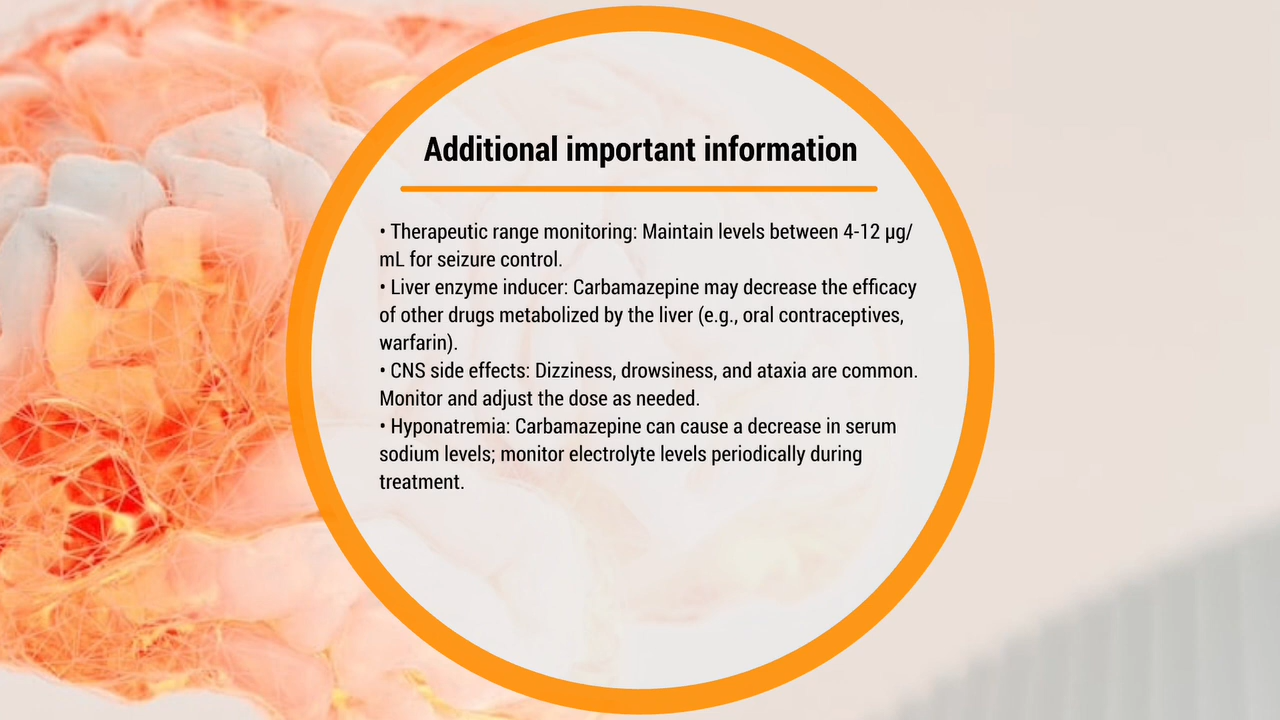 Additional important information
• Therapeutic range monitoring: Maintain levels between 4-12 µg/
mL for seizure control.
• Liver enzyme inducer: Carbamazepine may decrease the efficacy
of other drugs metabolized by the liver (e.g., oral contraceptives,
warfarin).
• CNS side effects: Dizziness, drowsiness, and ataxia are common.
Monitor and adjust the dose as needed.
• Hyponatremia: Carbamazepine can cause a decrease in serum
sodium levels; monitor electrolyte levels periodically during
treatment.